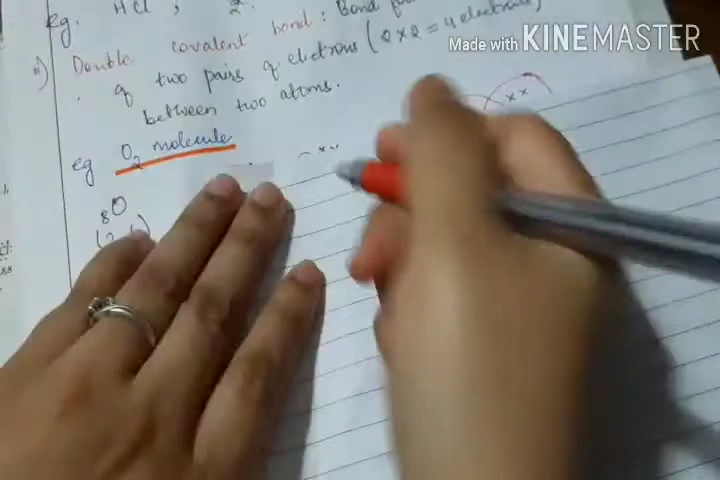 eg. HCl,
Made with KINEMASTER
ii) Double covalent bond: Bond
of two pairs of electrons (2×2 = 4 electrons)
between two atoms.
eg O2 molecule
8O